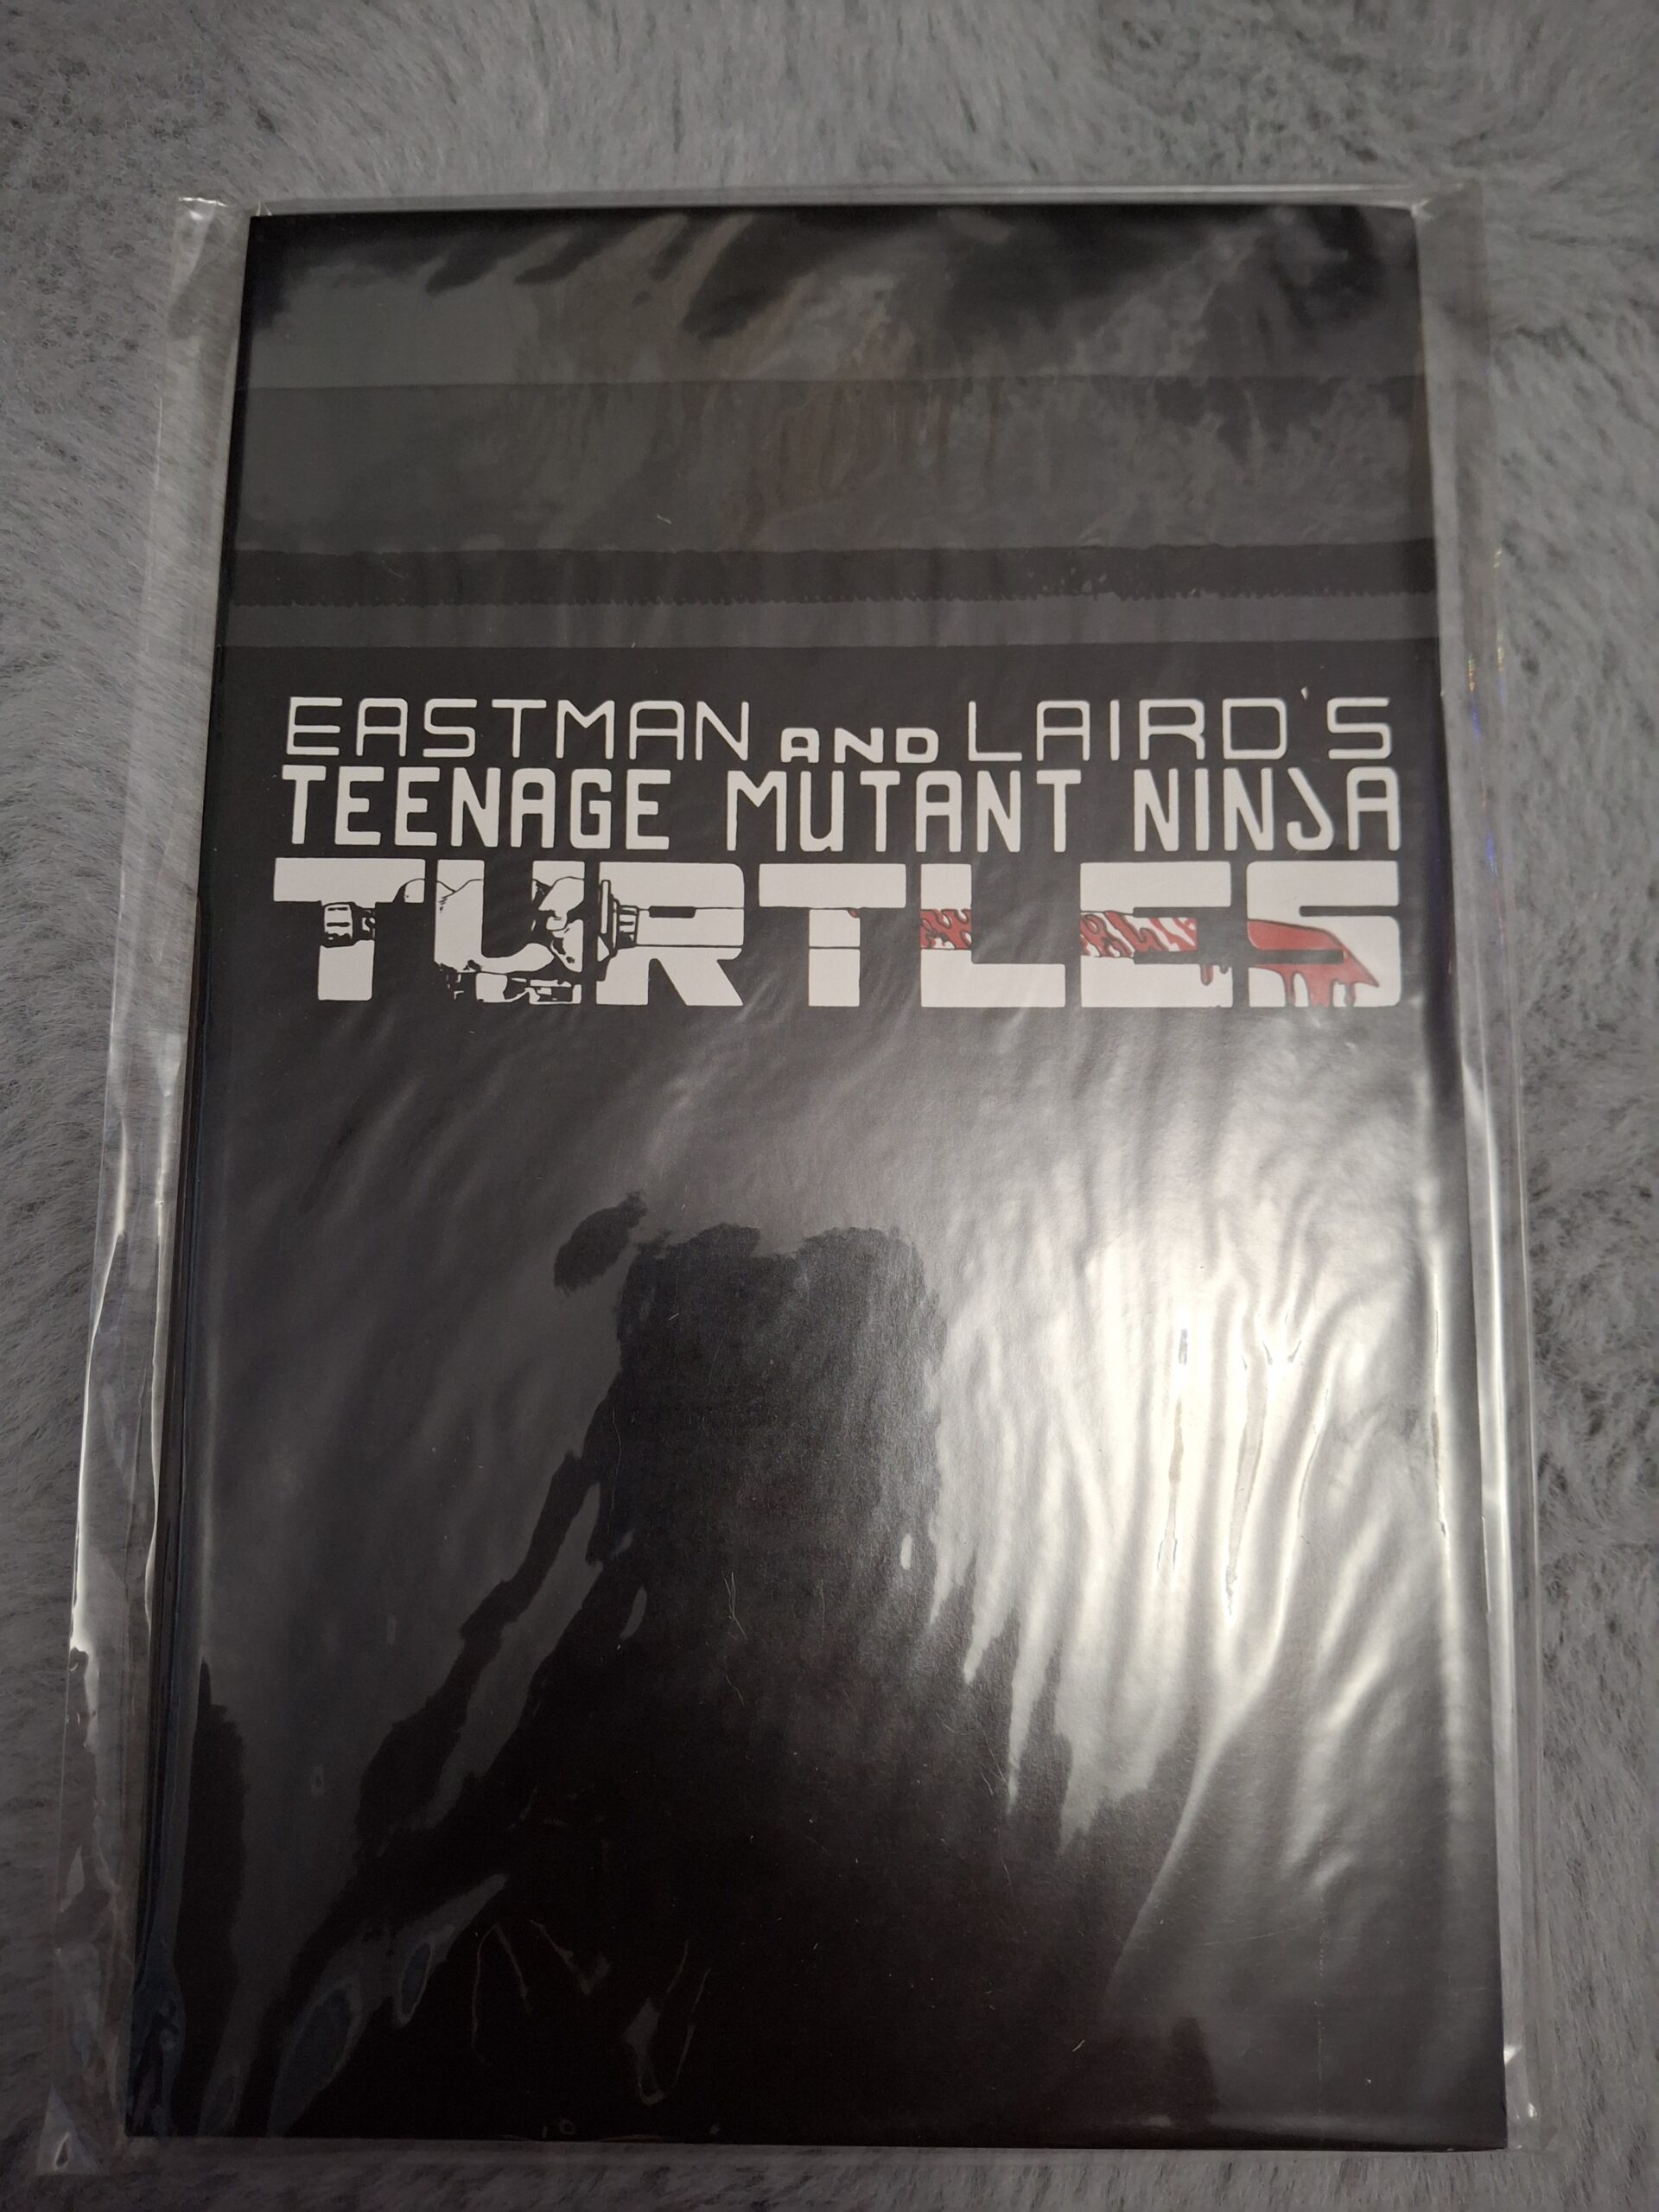 EASTMAN AND LAIRD'S
TEENAGE MUTANT NINJA
TURTLES